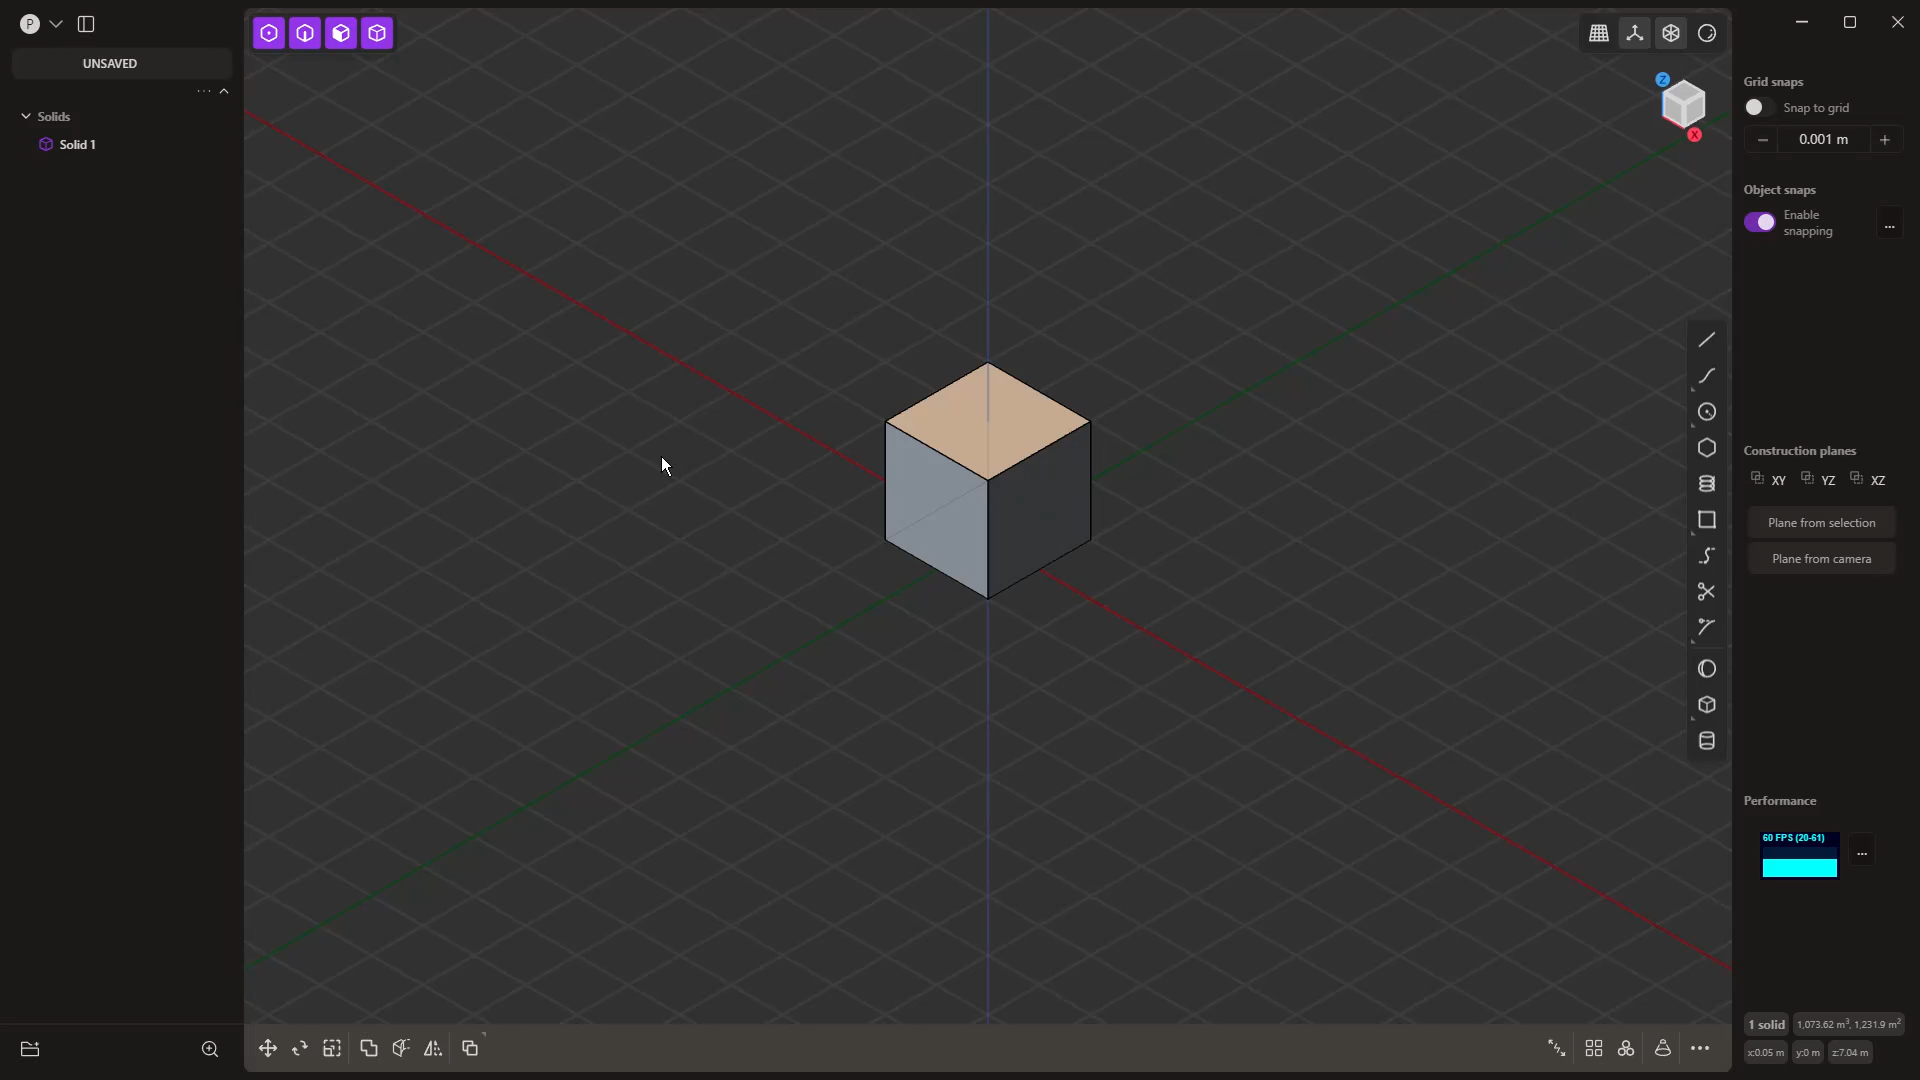 P
UNSAVED
...
Solids
Solid 1
Z
X
Grid snaps
Snap to grid
− 0.001 m +
Object snaps
Enable
snapping
...
Construction planes
XY YZ XZ
Plane from selection
Plane from camera
Performance
60 FPS (20-61)
...
1 solid 1,073.62 m³, 1,231.9 m²
x:0.05 m y:0 m z:7.04 m